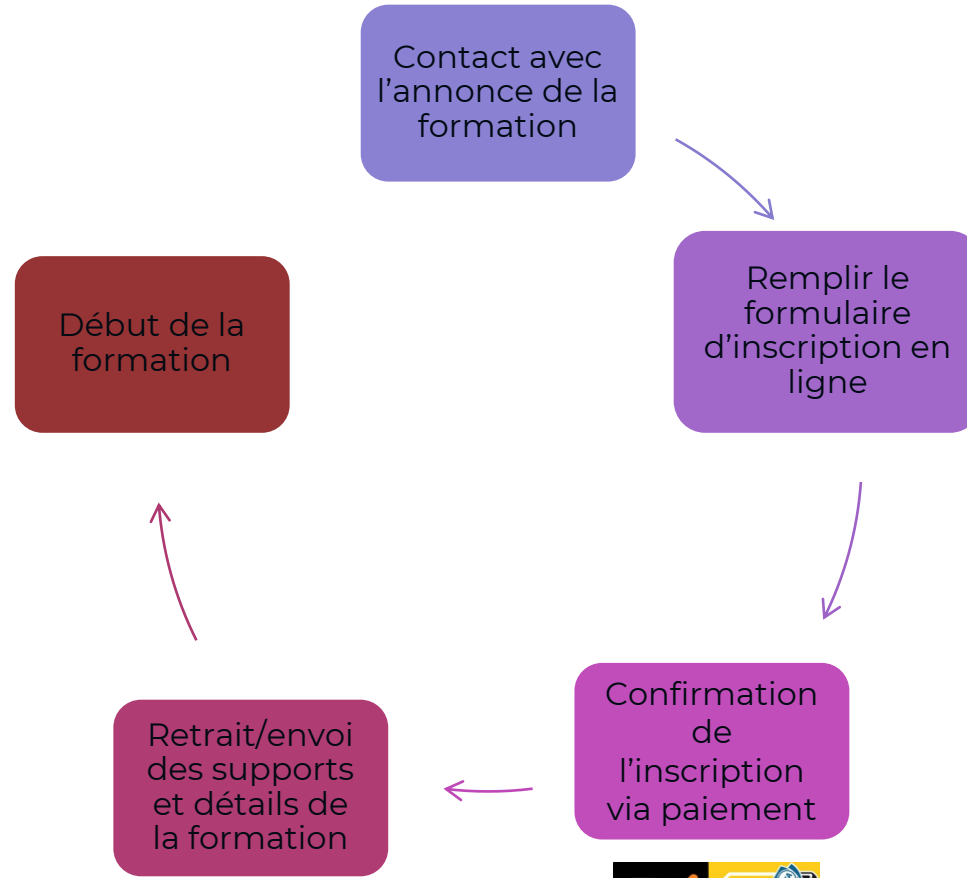 Contact avec
l’annonce de la
formation
Remplir le
formulaire
d’inscription en
ligne
Confirmation
de
l’inscription
via paiement
Retrait/envoi
des supports
et détails de
la formation
Début de la
formation